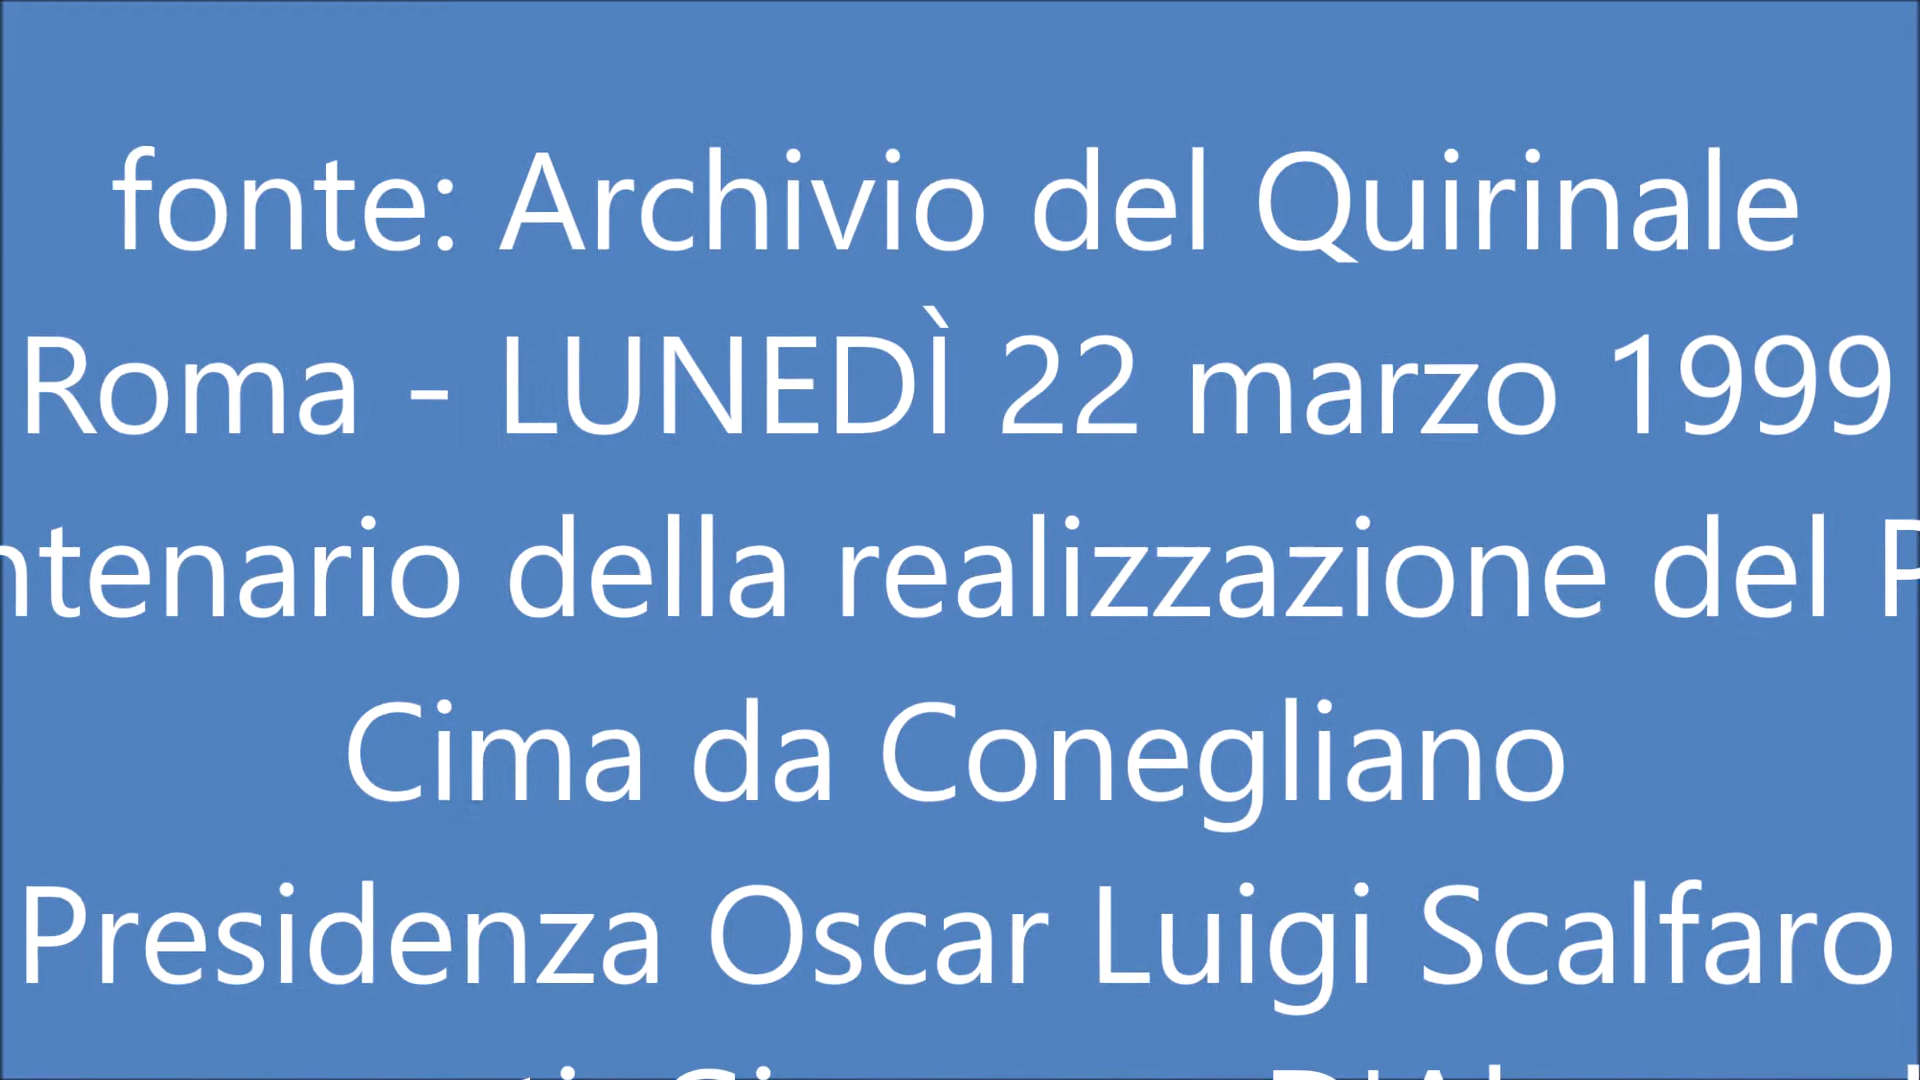 fonte: Archivio del Quirinale
Roma - LUNEDÌ 22 marzo 1999
ntenario della realizzazione del P
Cima da Conegliano
Presidenza Oscar Luigi Scalfaro